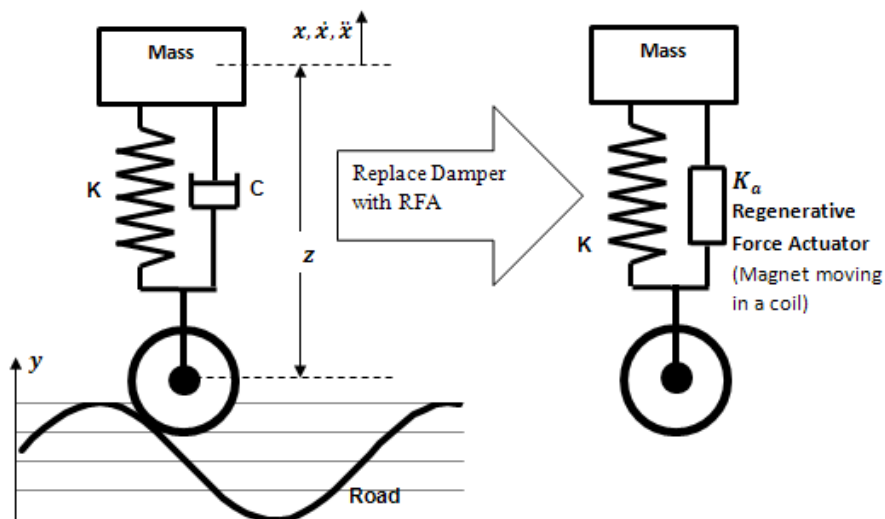 x, ẋ, ẍ
Mass
K
C
z
y
Road
Replace Damper
with RFA
Mass
K
Kₐ
Regenerative
Force Actuator
(Magnet moving
in a coil)